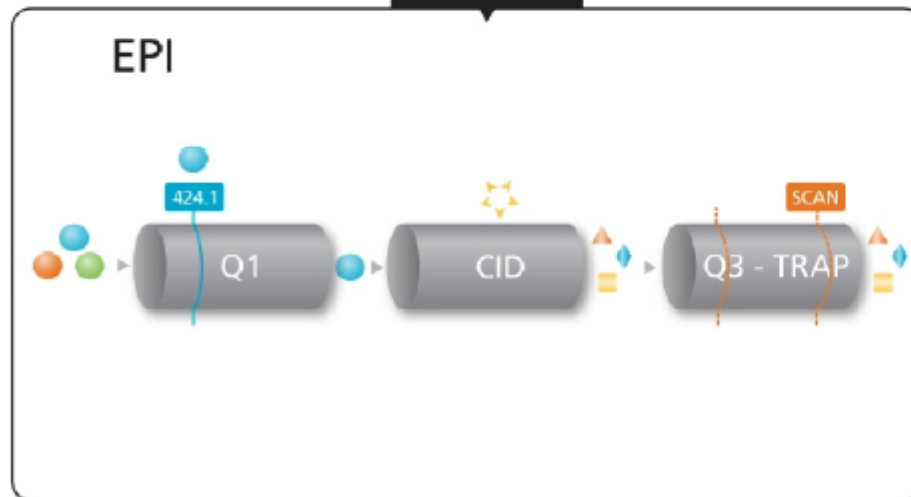 EPI
424.1
SCAN
Q1
CID
Q3 - TRAP